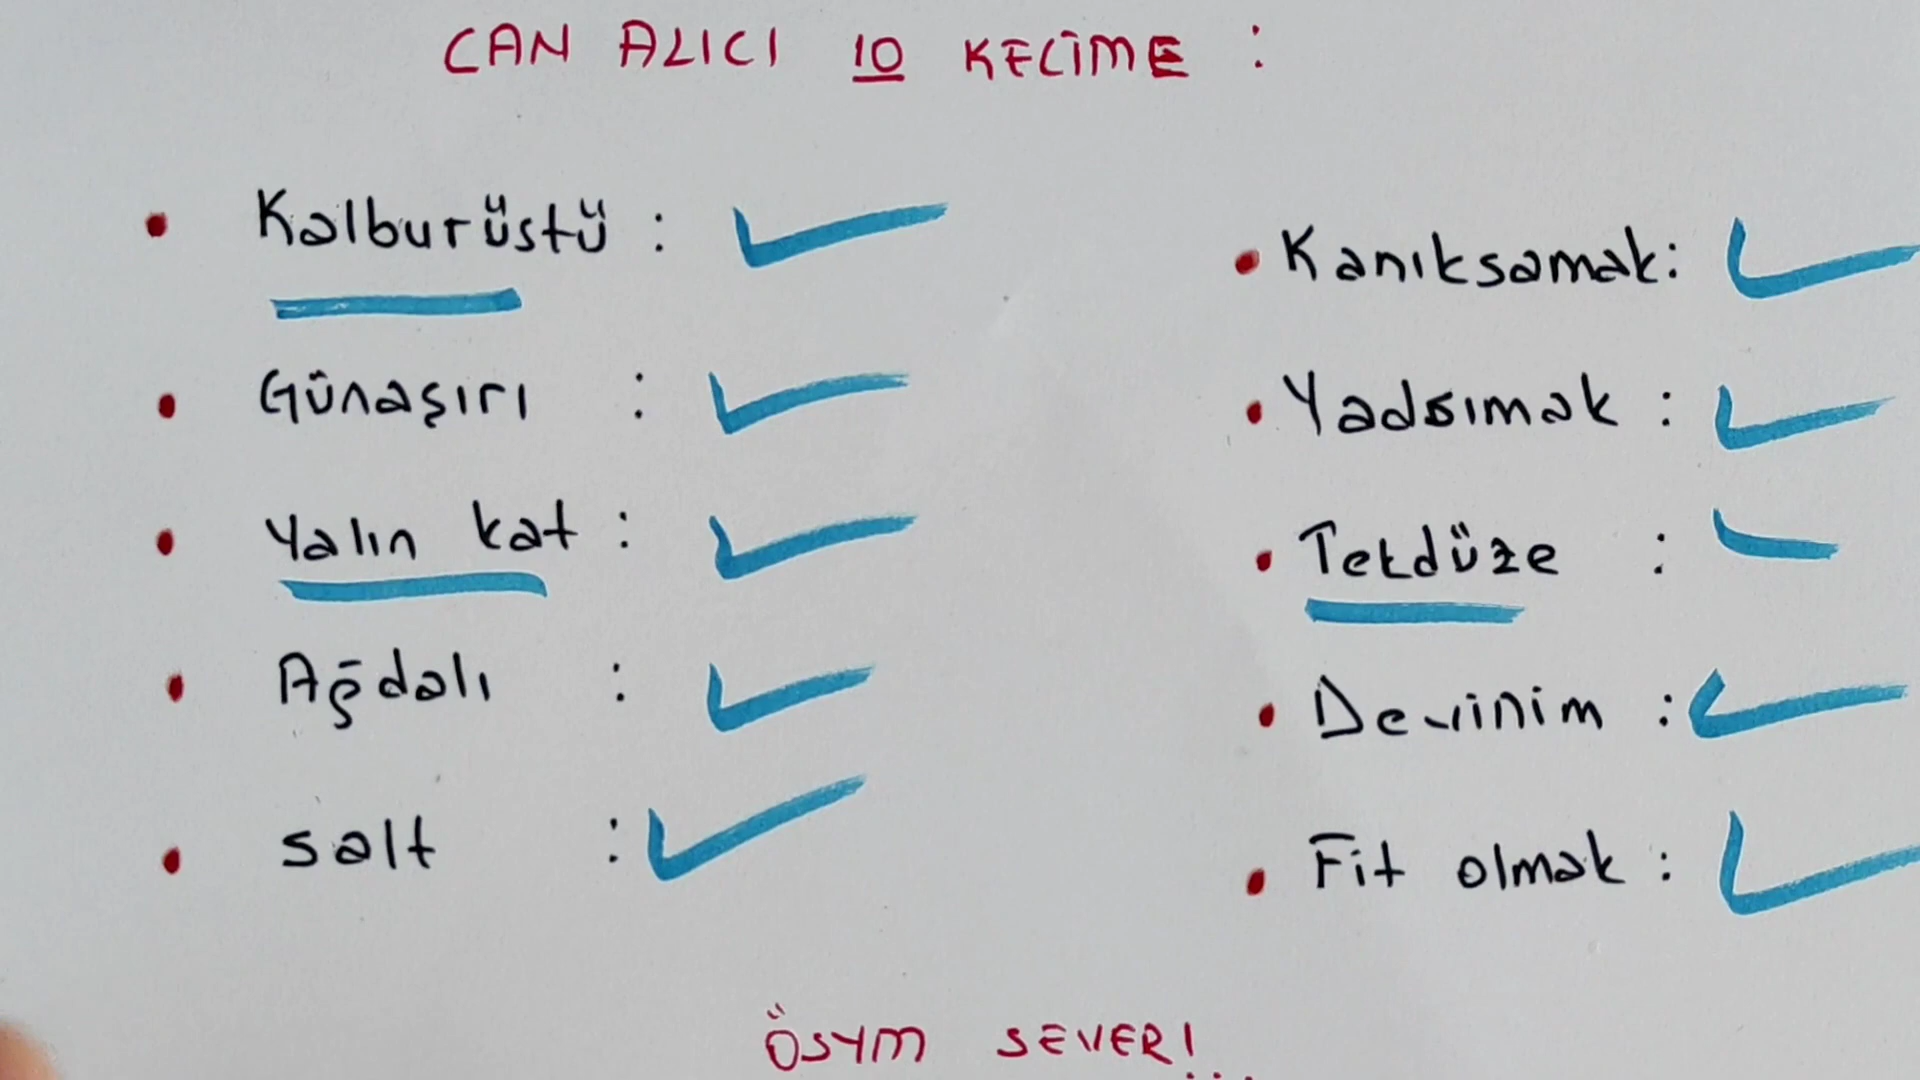 CAN ALICI 10 KELİME :
• Kalburüstü :
• Günaşırı :
• Yalın kat :
• Ağdalı :
• Salt :
• Kanıksamak:
• Yadsımak :
• Tekdüze :
• Devinim :
• Fit olmak :
ÖSYM SEVER!...